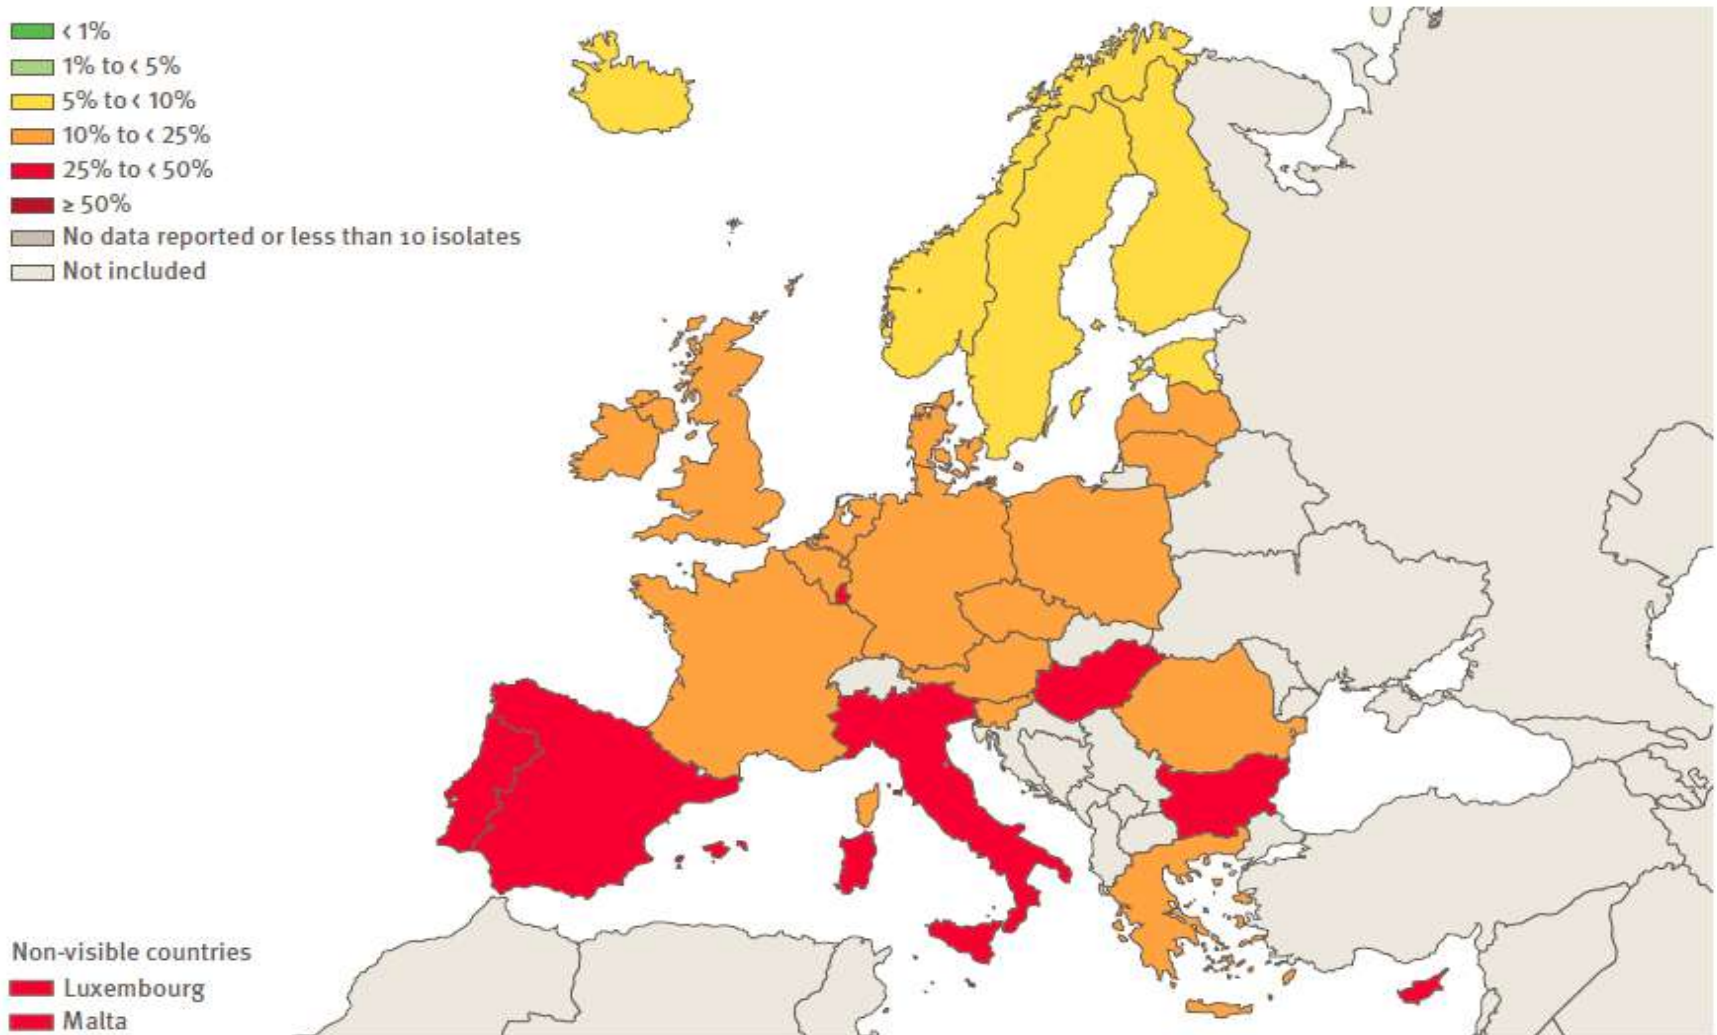 < 1%
1% to < 5%
5% to < 10%
10% to < 25%
25% to < 50%
≥ 50%
No data reported or less than 10 isolates
Not included
Non-visible countries
Luxembourg
Malta